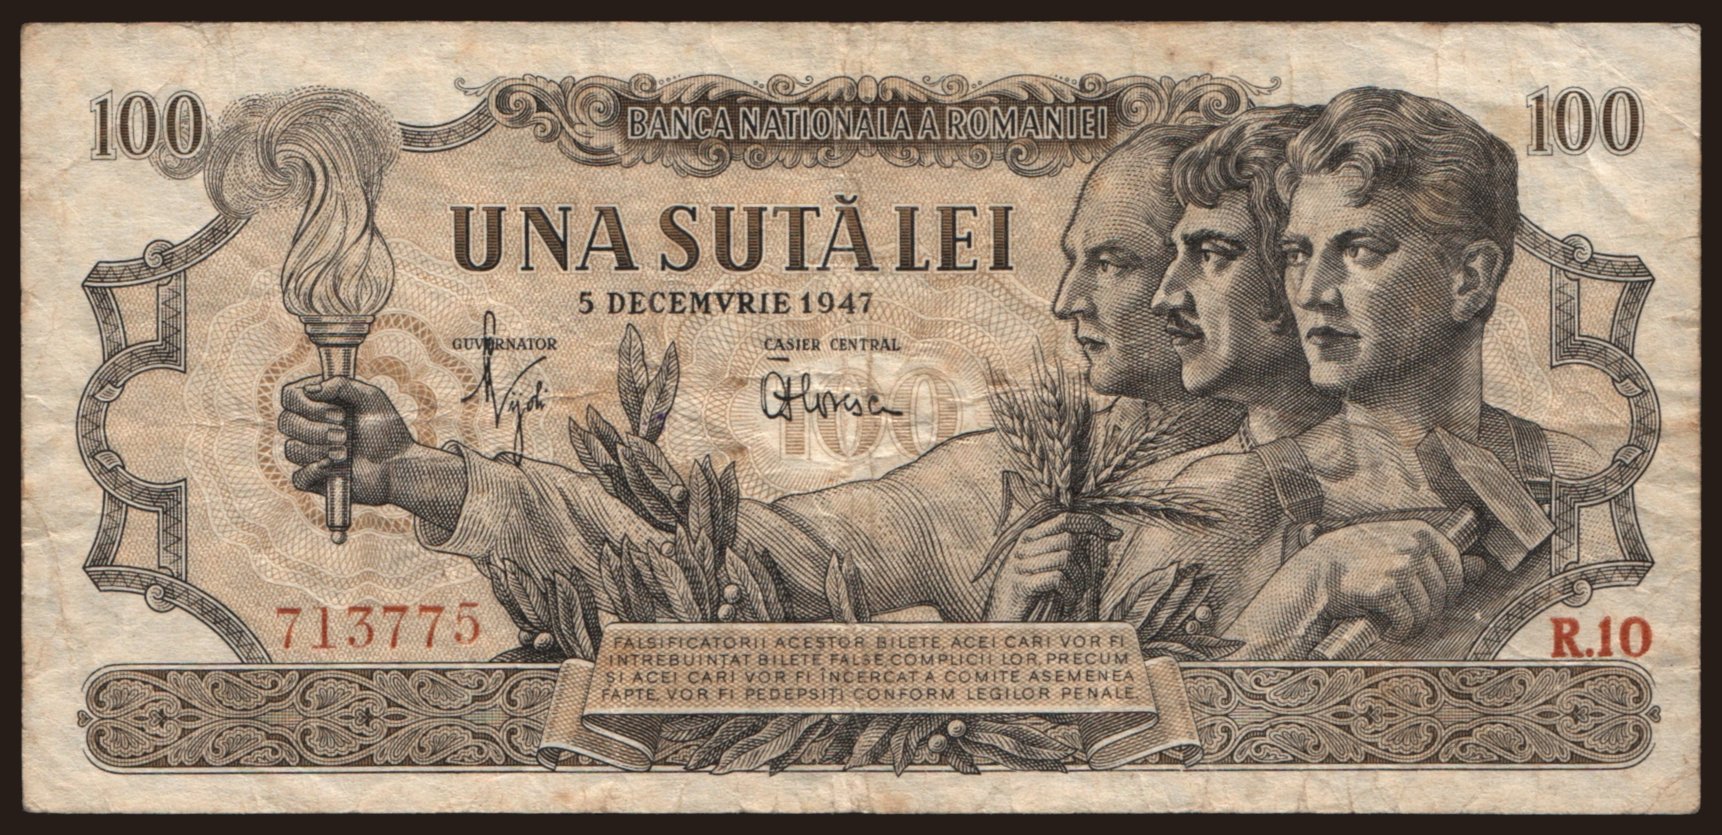 100
BANCA NATIONALA A ROMANIEI
100
UNA SUTĂ LEI
5 DECEMVRIE 1947
GUVERNATOR
CASIER CENTRAL
100
713775
R.10
FALSIFICATORII ACESTOR BILETE, ACEI CARI VOR FI
INTREBUINTAT BILETE FALSE, COMPLICII LOR, PRECUM
SI ACEI CARI VOR FI INCERCAT A COMITE ASEMENEA
FAPTE, VOR FI PEDEPSITI CONFORM LEGILOR PENALE.